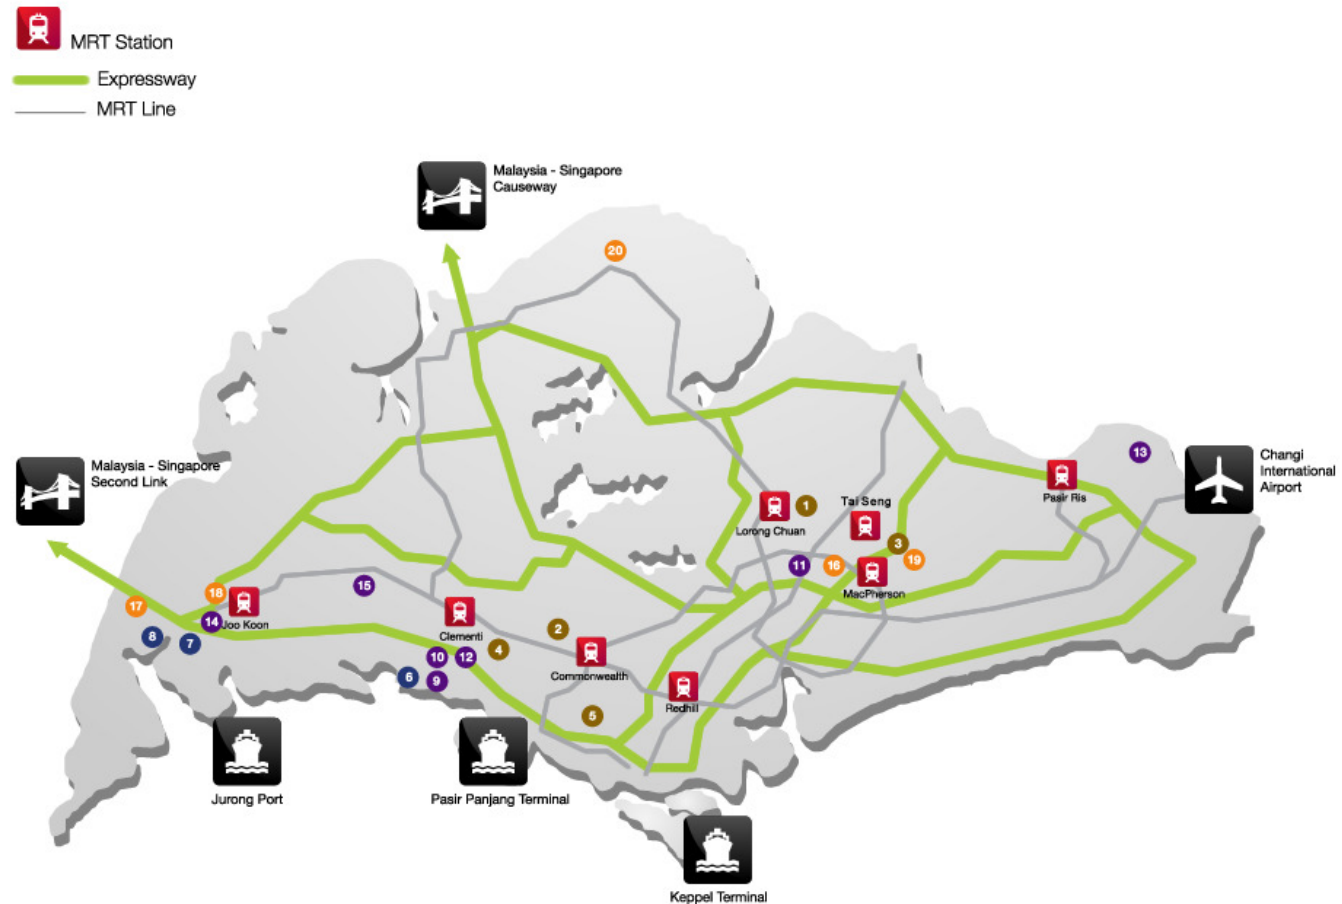 MRT Station
Expressway
MRT Line
Malaysia - Singapore
Causeway
20
13
Changi
International
Airport
Malaysia - Singapore
Second Link
Pasir Ris
1
Tai Seng
Lorong Chuan
3
19
11
16
MacPherson
15
18
17
14
Joo Koon
Clementi
8
7
2
10
12
4
Commonwealth
6
9
Redhill
5
Jurong Port
Pasir Panjang Terminal
Keppel Terminal